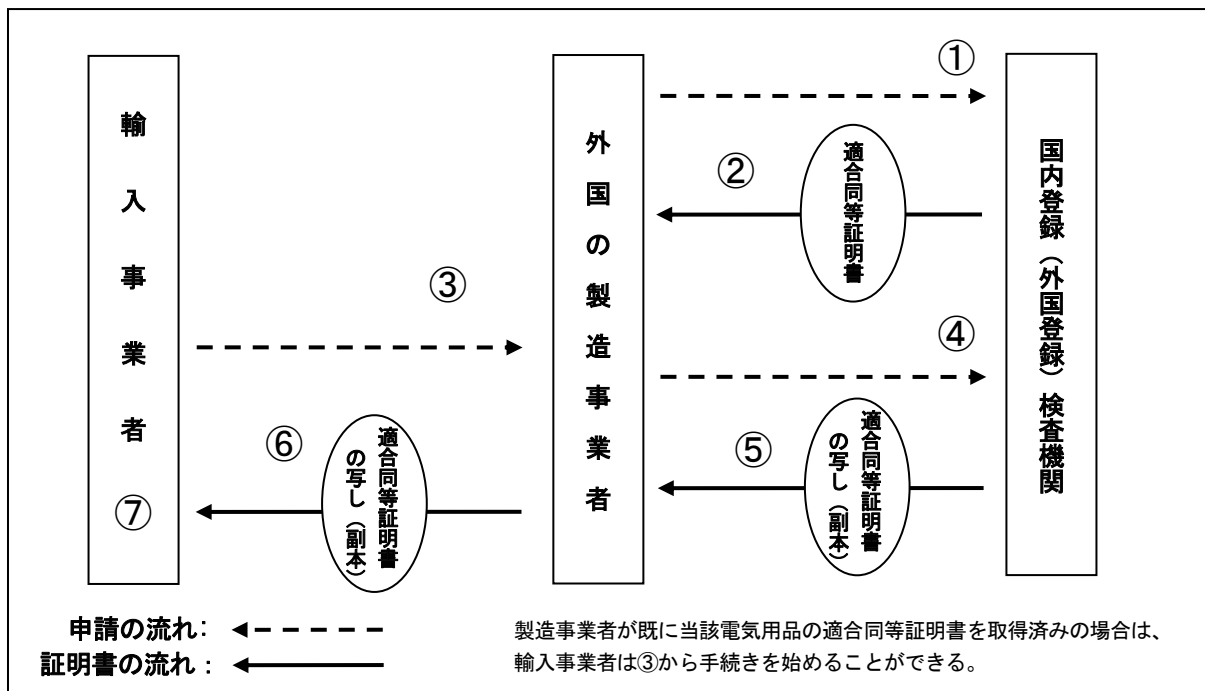 ①
輸入事業者
外国の製造事業者
国内登録（外国登録）検査機関
②
適合同等証明書
③
④
⑤
適合同等証明書
の写し（副本）
⑥
適合同等証明書
の写し（副本）
⑦
申請の流れ：
証明書の流れ：
製造事業者が既に当該電気用品の適合同等証明書を取得済みの場合は、
輸入事業者は③から手続きを始めることができる。